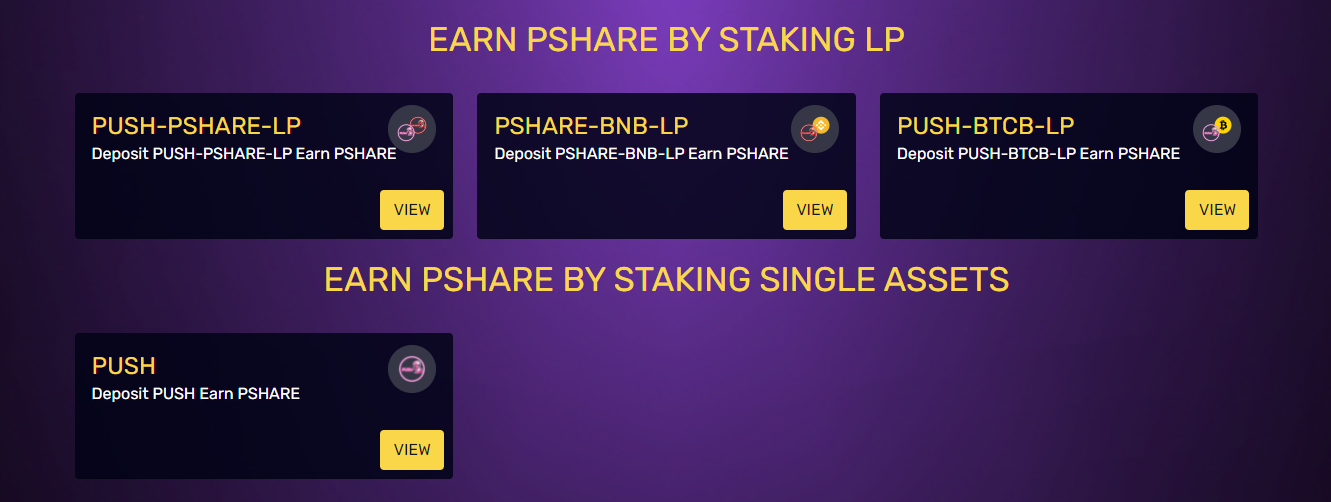 EARN PSHARE BY STAKING LP
PUSH-PSHARE-LP
Deposit PUSH-PSHARE-LP Earn PSHARE
VIEW
PSHARE-BNB-LP
Deposit PSHARE-BNB-LP Earn PSHARE
VIEW
PUSH-BTCB-LP
Deposit PUSH-BTCB-LP Earn PSHARE
VIEW
EARN PSHARE BY STAKING SINGLE ASSETS
PUSH
Deposit PUSH Earn PSHARE
VIEW